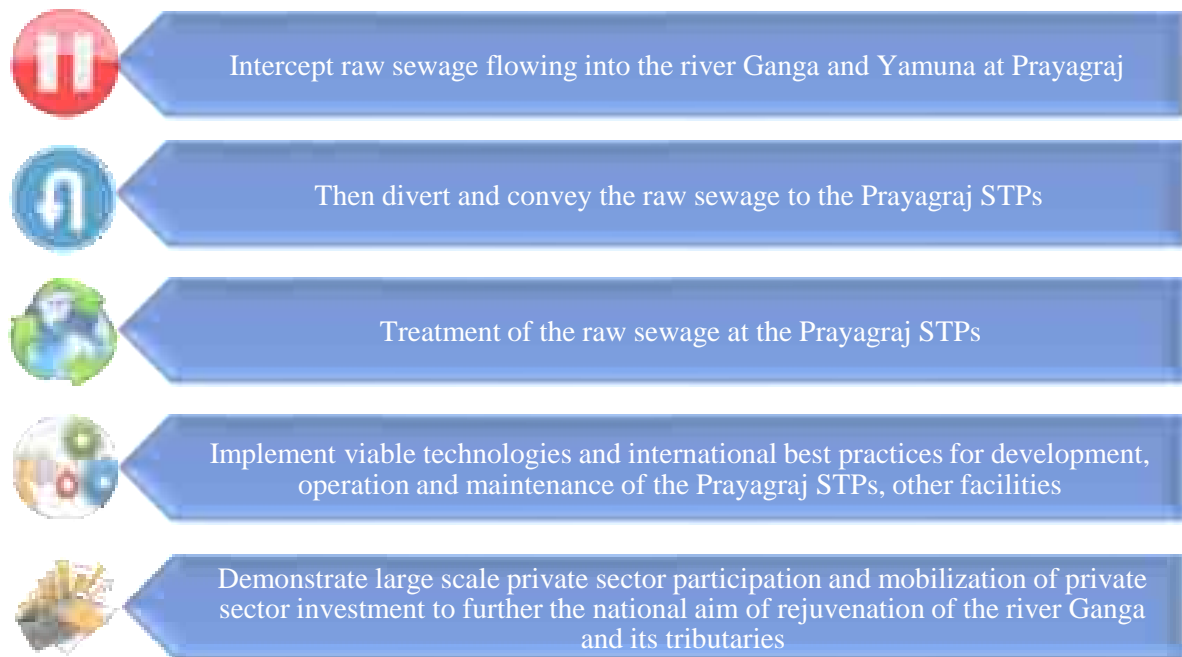 Intercept raw sewage flowing into the river Ganga and Yamuna at Prayagraj
Then divert and convey the raw sewage to the Prayagraj STPs
Treatment of the raw sewage at the Prayagraj STPs
Implement viable technologies and international best practices for development,
operation and maintenance of the Prayagraj STPs, other facilities
Demonstrate large scale private sector participation and mobilization of private
sector investment to further the national aim of rejuvenation of the river Ganga
and its tributaries